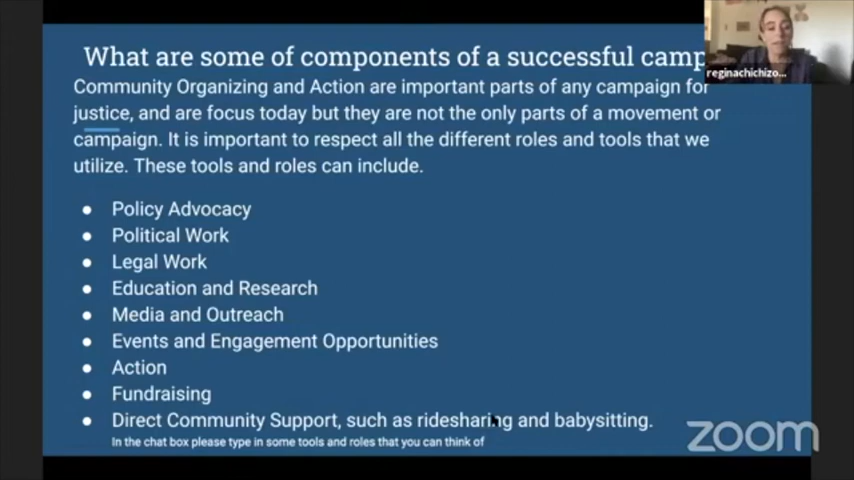 What are some of components of a successful camp
reginachichizo...
Community Organizing and Action are important parts of any campaign for
justice, and are focus today but they are not the only parts of a movement or
campaign. It is important to respect all the different roles and tools that we
utilize. These tools and roles can include.
● Policy Advocacy
● Political Work
● Legal Work
● Education and Research
● Media and Outreach
● Events and Engagement Opportunities
● Action
● Fundraising
● Direct Community Support, such as ridesharing and babysitting.
In the chat box please type in some tools and roles that you can think of
zoom